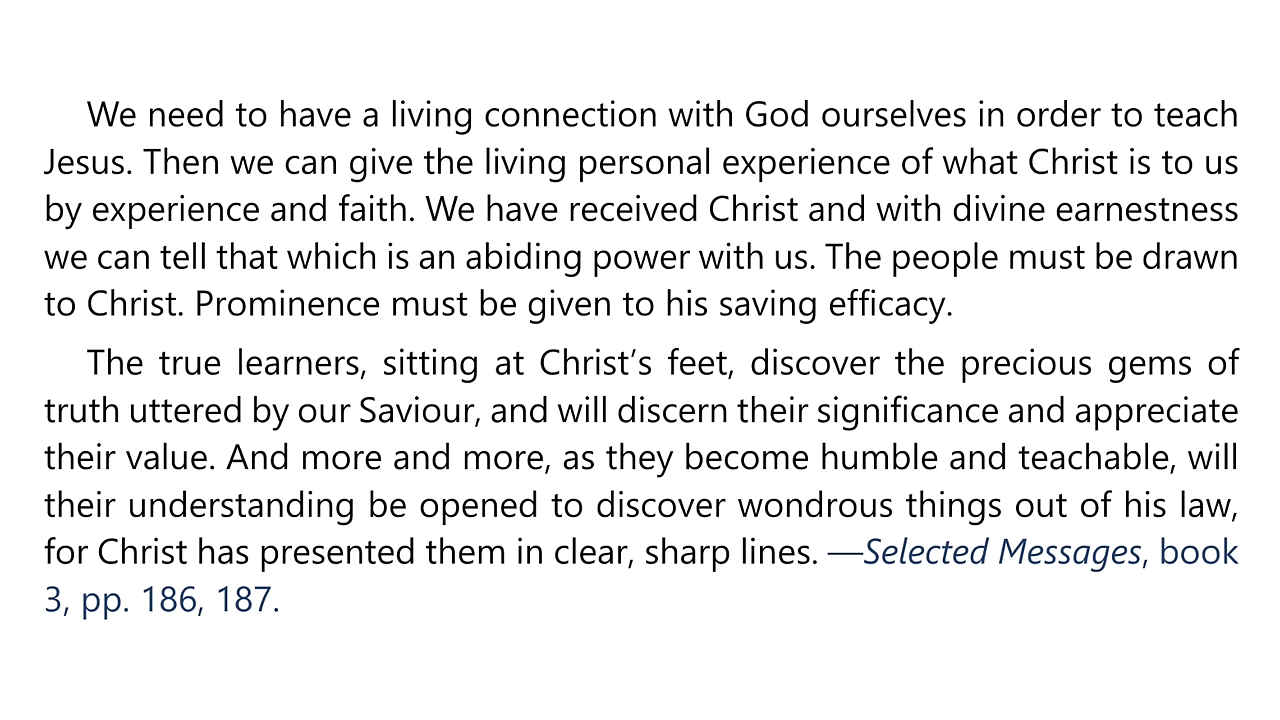 We need to have a living connection with God ourselves in order to teach
Jesus. Then we can give the living personal experience of what Christ is to us
by experience and faith. We have received Christ and with divine earnestness
we can tell that which is an abiding power with us. The people must be drawn
to Christ. Prominence must be given to his saving efficacy.
The true learners, sitting at Christ’s feet, discover the precious gems of
truth uttered by our Saviour, and will discern their significance and appreciate
their value. And more and more, as they become humble and teachable, will
their understanding be opened to discover wondrous things out of his law,
for Christ has presented them in clear, sharp lines. —Selected Messages, book
3, pp. 186, 187.